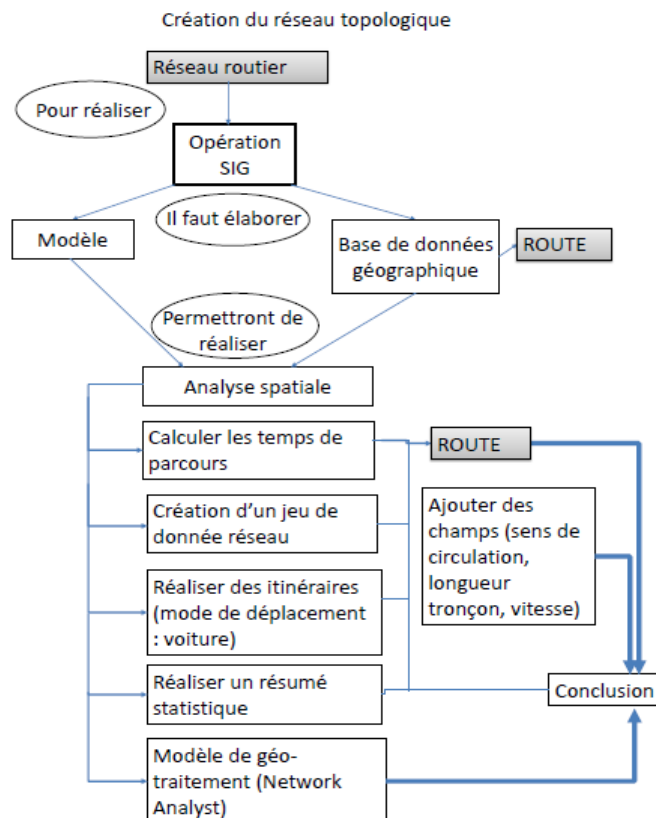 Création du réseau topologique
Réseau routier
Pour réaliser
Opération
SIG
Il faut élaborer
Modèle
Base de données
géographique
ROUTE
Permettront de
réaliser
Analyse spatiale
Calculer les temps de
parcours
ROUTE
Création d'un jeu de
donnée réseau
Ajouter des
champs (sens de
circulation,
longueur
tronçon, vitesse)
Réaliser des itinéraires
(mode de déplacement
: voiture)
Réaliser un résumé
statistique
Conclusion
Modèle de géo-
traitement (Network
Analyst)